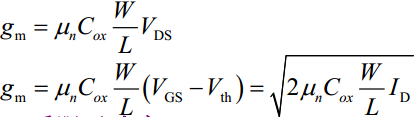 g_m = μ_n C_ox W/L V_DS
g_m = μ_n C_ox W/L (V_GS − V_th) = √(2μ_n C_ox W/L I_D)